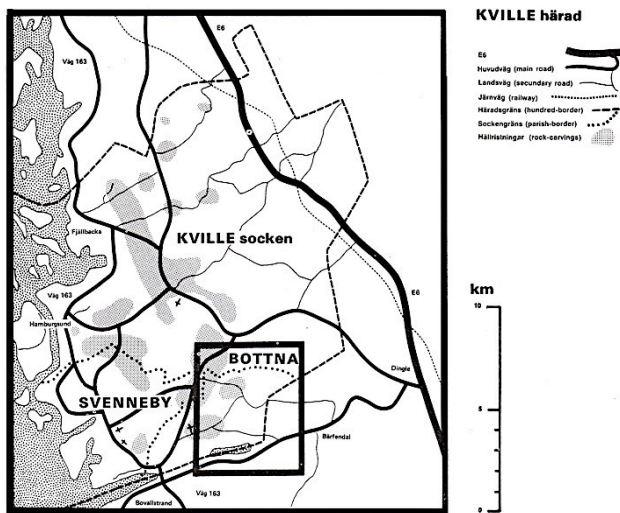 KVILLE härad
E6
Huvudväg (main road)
Landsväg (secundary road)
Järnväg (railway)
Häradsgräns (hundred-border)
Sockengräns (parish-border)
Hällristningar (rock-carvings)
Väg 163
KVILLE socken
Fjällbacka
Väg 163
E6
Hamburgsund
BOTTNA
Dingle
SVENNEBY
Bärfendal
Väg 163
Bovallstrand
km
10
5
0